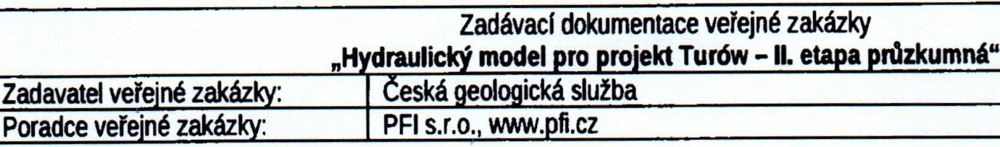 Zadávací dokumentace veřejné zakázky
„Hydraulický model pro projekt Turów – II. etapa průzkumná“
Zadavatel veřejné zakázky: Česká geologická služba
Poradce veřejné zakázky: PFI s.r.o., www.pfi.cz